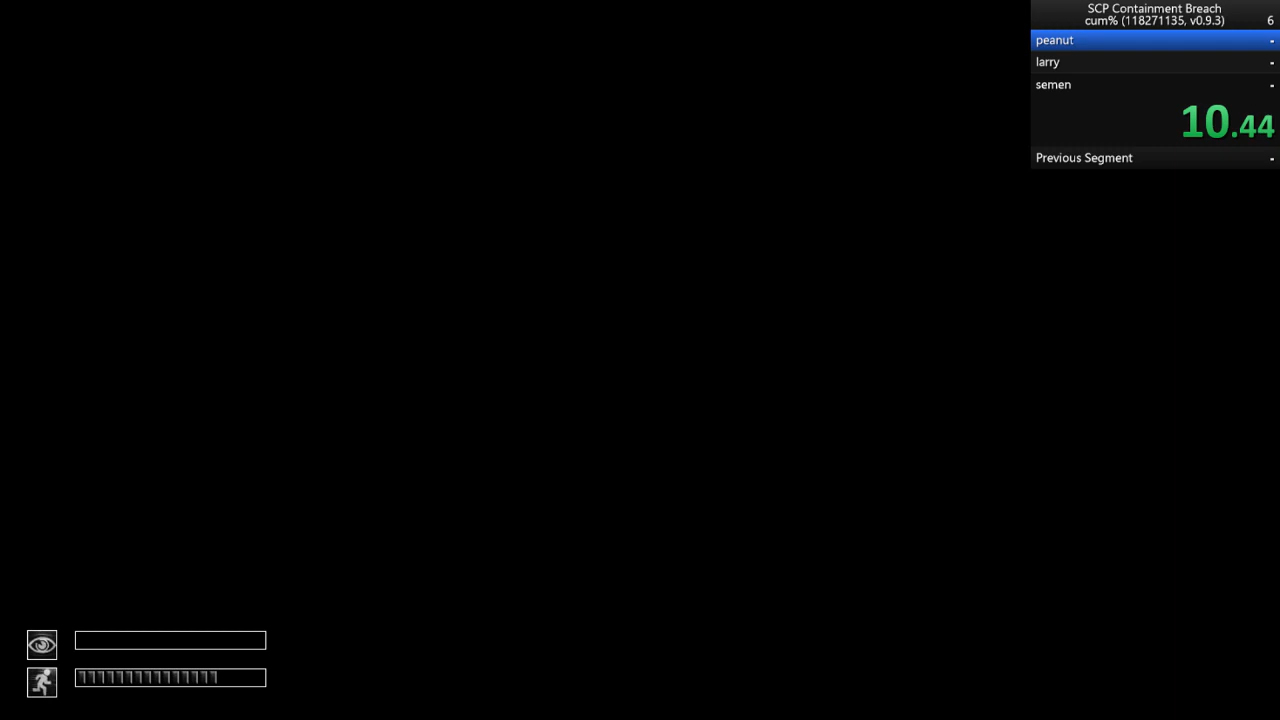 SCP Containment Breach
cum% (118271135, v0.9.3) 6
peanut -
larry -
semen -
10.44
Previous Segment -